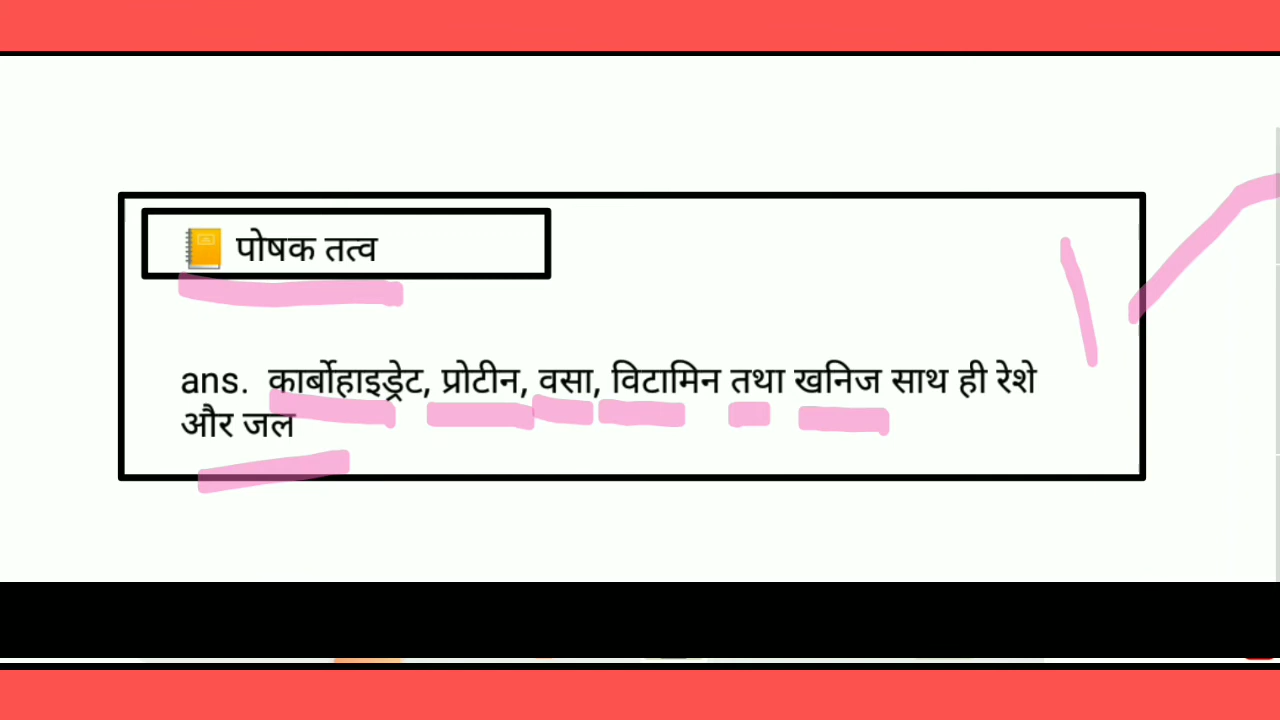 पोषक तत्व
ans. कार्बोहाइड्रेट, प्रोटीन, वसा, विटामिन तथा खनिज साथ ही रेशे
और जल